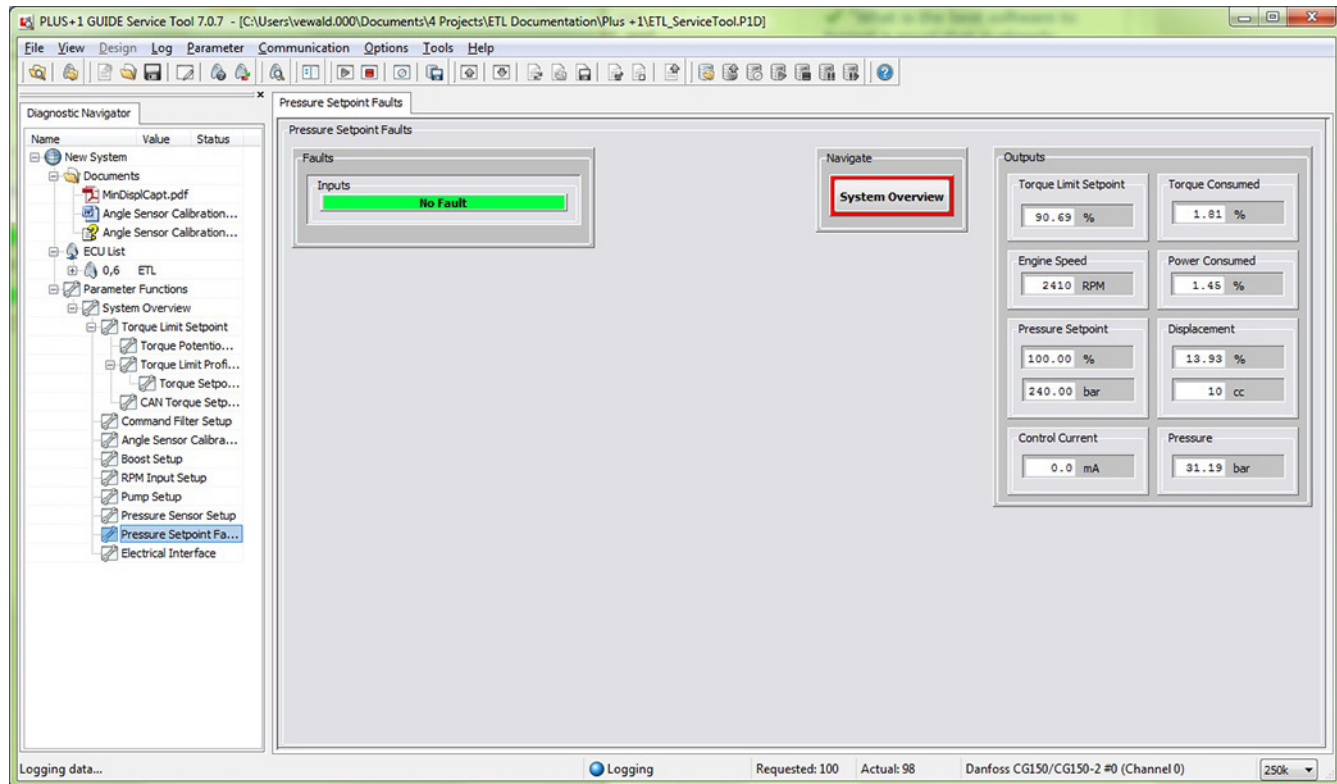 PLUS+1 GUIDE Service Tool 7.0.7 - [C:\Users\vewald.000\Documents\4 Projects\ETL Documentation\Plus +1\ETL_ServiceTool.P1D]
File View Design Log Parameter Communication Options Tools Help
Diagnostic Navigator
Name Value Status
New System
Documents
MinDisplCapt.pdf
Angle Sensor Calibration...
Angle Sensor Calibration...
ECU List
0,6 ETL
Parameter Functions
System Overview
Torque Limit Setpoint
Torque Potentio...
Torque Limit Profi...
Torque Setpo...
CAN Torque Setp...
Command Filter Setup
Angle Sensor Calibra...
Boost Setup
RPM Input Setup
Pump Setup
Pressure Sensor Setup
Pressure Setpoint Fa...
Electrical Interface
Pressure Setpoint Faults
Pressure Setpoint Faults
Faults
Inputs
No Fault
Navigate
System Overview
Outputs
Torque Limit Setpoint Torque Consumed
90.69 % 1.81 %
Engine Speed Power Consumed
2410 RPM 1.45 %
Pressure Setpoint Displacement
100.00 % 13.93 %
240.00 bar 10 cc
Control Current Pressure
0.0 mA 31.19 bar
Logging data... Logging Requested: 100 Actual: 98 Danfoss CG150/CG150-2 #0 (Channel 0) 250k